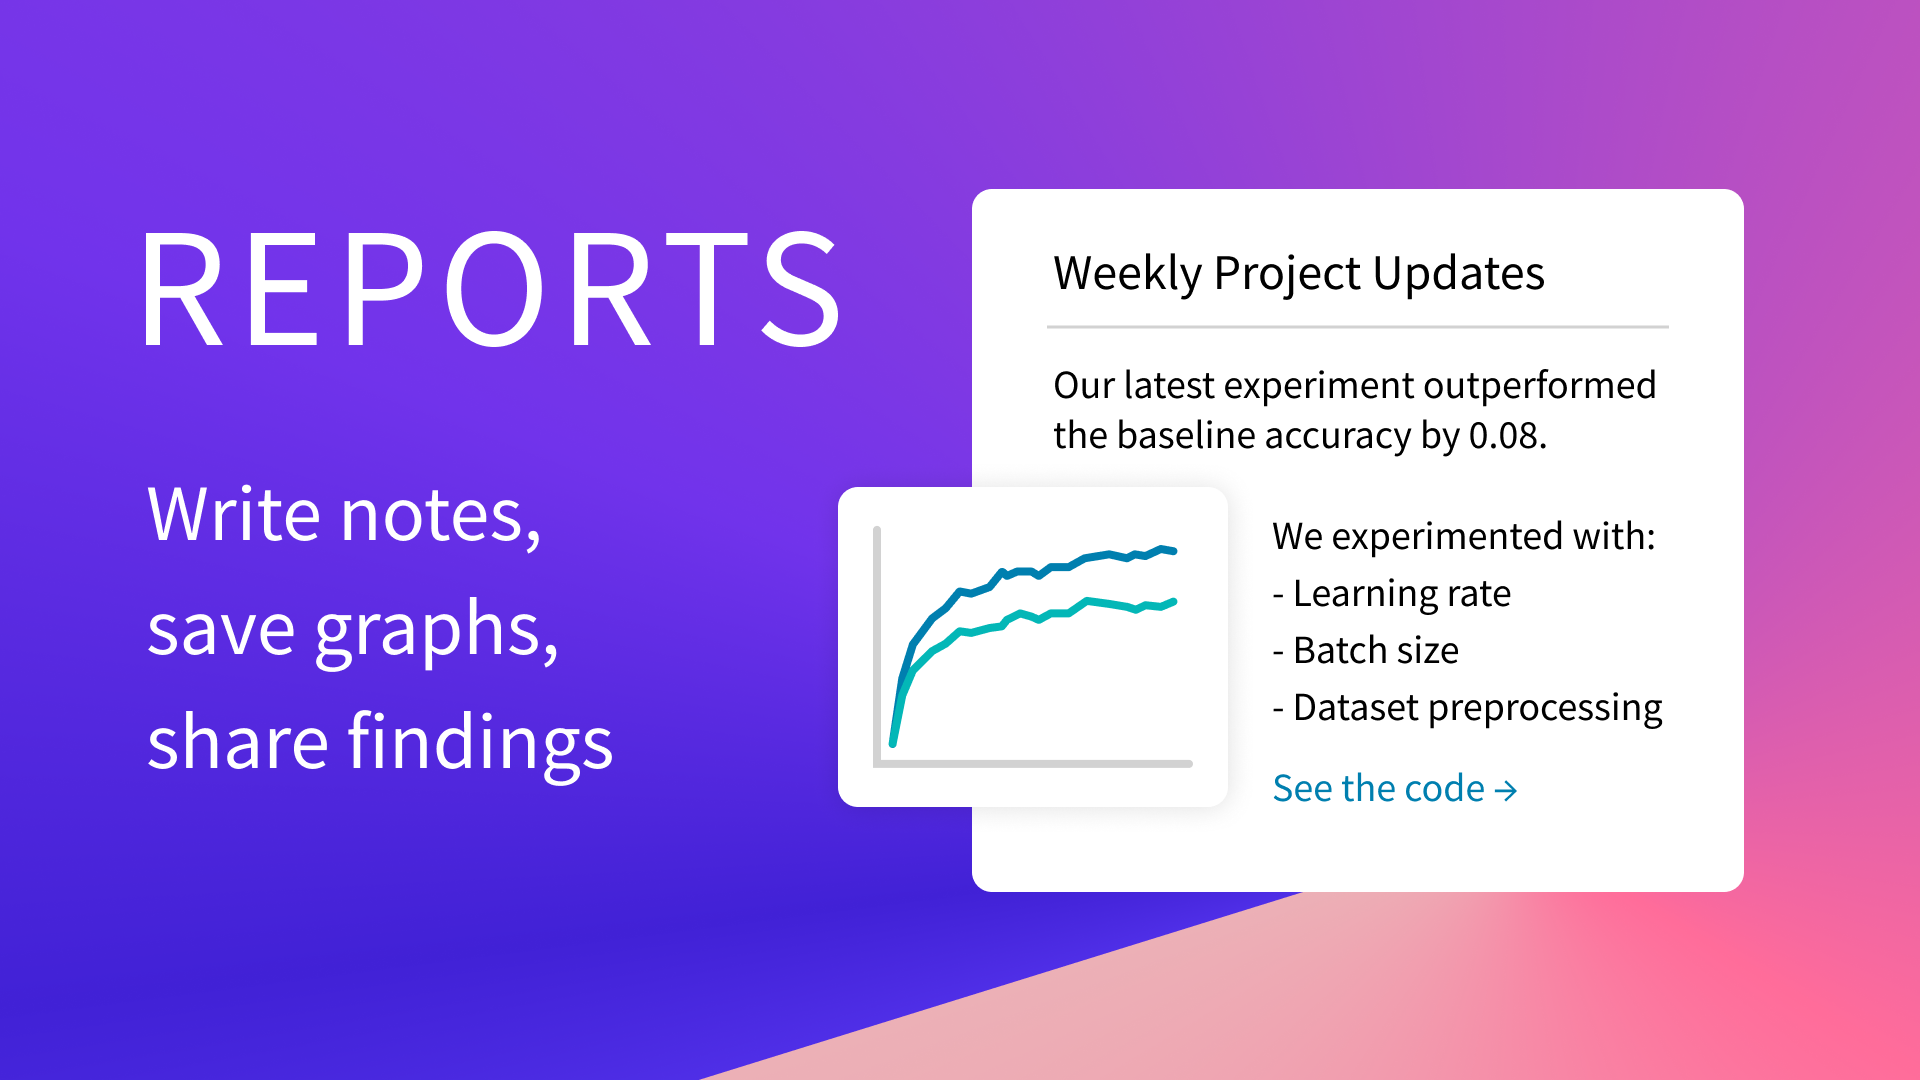 REPORTS
Write notes,
save graphs,
share findings
Weekly Project Updates
Our latest experiment outperformed
the baseline accuracy by 0.08.
We experimented with:
- Learning rate
- Batch size
- Dataset preprocessing
See the code →